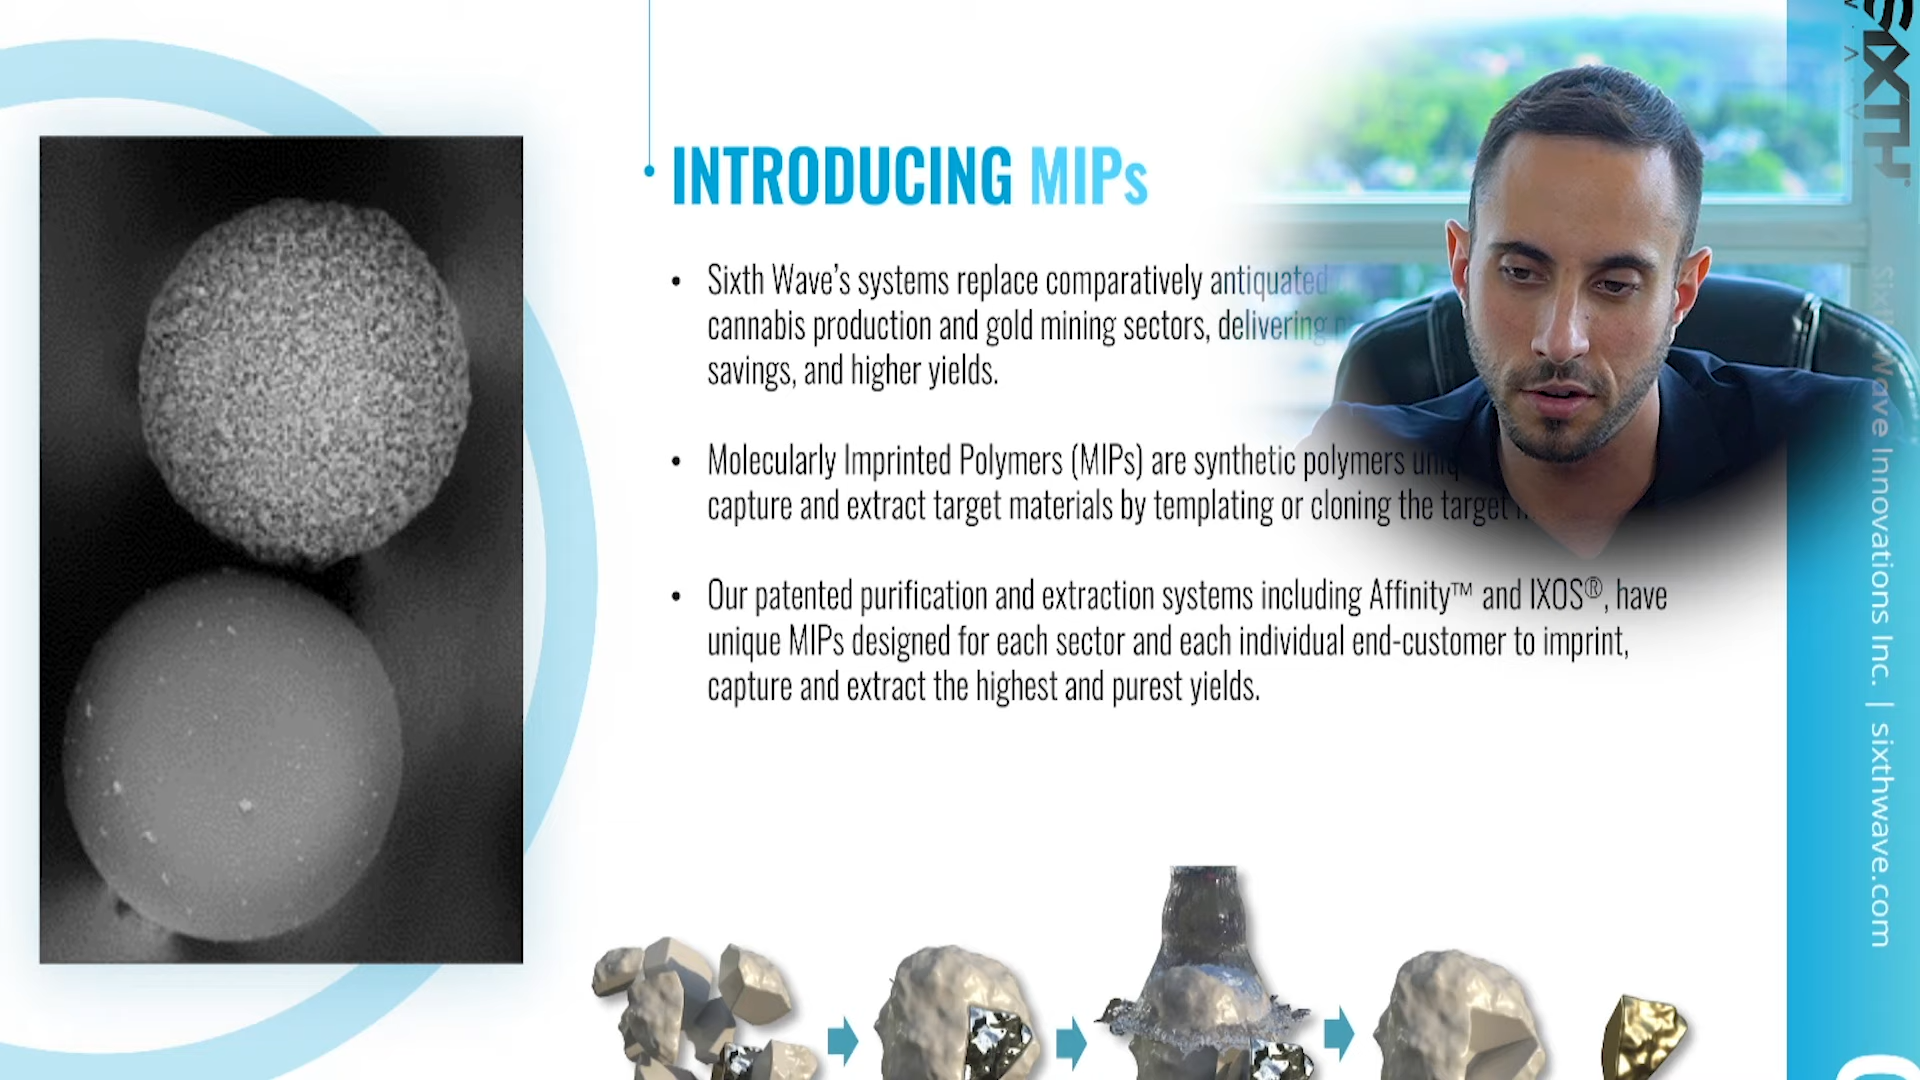 INTRODUCING MIPs
• Sixth Wave’s systems replace comparatively antiquated
cannabis production and gold mining sectors, delivering
savings, and higher yields.
• Molecularly Imprinted Polymers (MIPs) are synthetic polymers
capture and extract target materials by templating or cloning the target
• Our patented purification and extraction systems including Affinity™ and IXOS®, have
unique MIPs designed for each sector and each individual end-customer to imprint,
capture and extract the highest and purest yields.
SIXTH
Sixth Wave Innovations Inc. | sixthwave.com